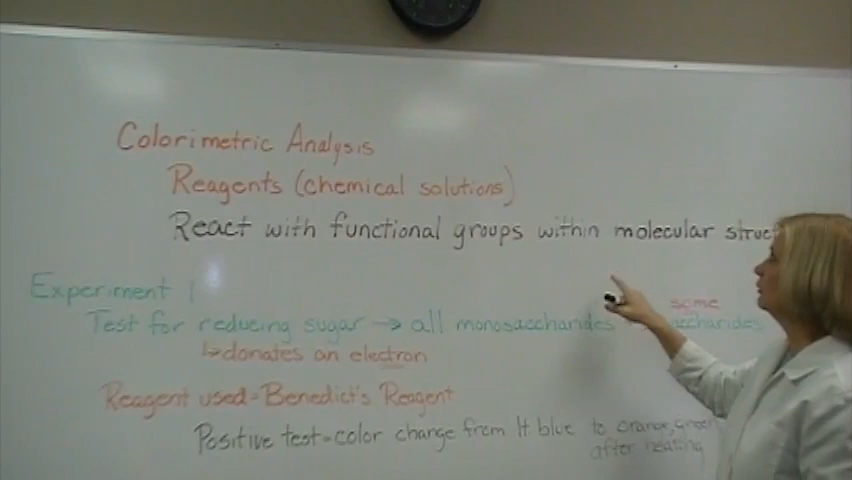 Colorimetric Analysis
Reagents (chemical solutions)
React with functional groups within molecular struct
Experiment 1
Test for reducing sugar → all monosaccharides some saccharides
↳donates an electron
Reagent used = Benedict's Reagent
Positive test = color change from lt blue to orange, green
after heating